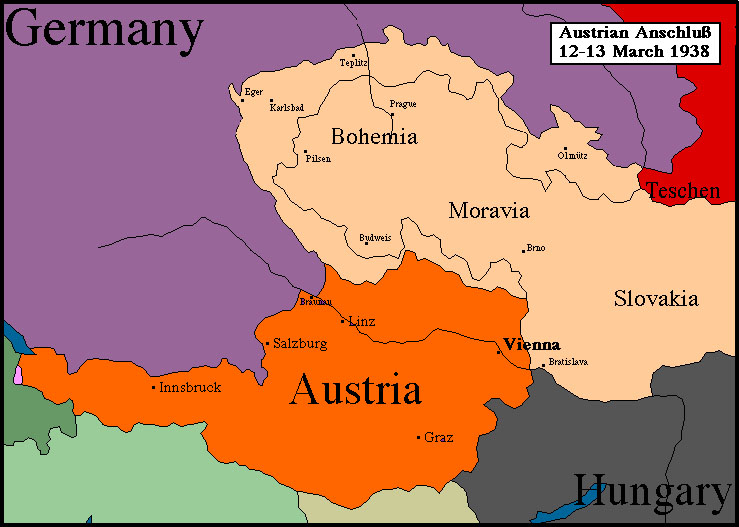 Germany
Austrian Anschluß
12-13 March 1938
Teplitz
Eger
Karlsbad
Prague
Bohemia
Pilsen
Olmütz
Teschen
Moravia
Budweis
Brno
Slovakia
Braunau
Linz
Salzburg
Vienna
Bratislava
Innsbruck
Austria
Graz
Hungary